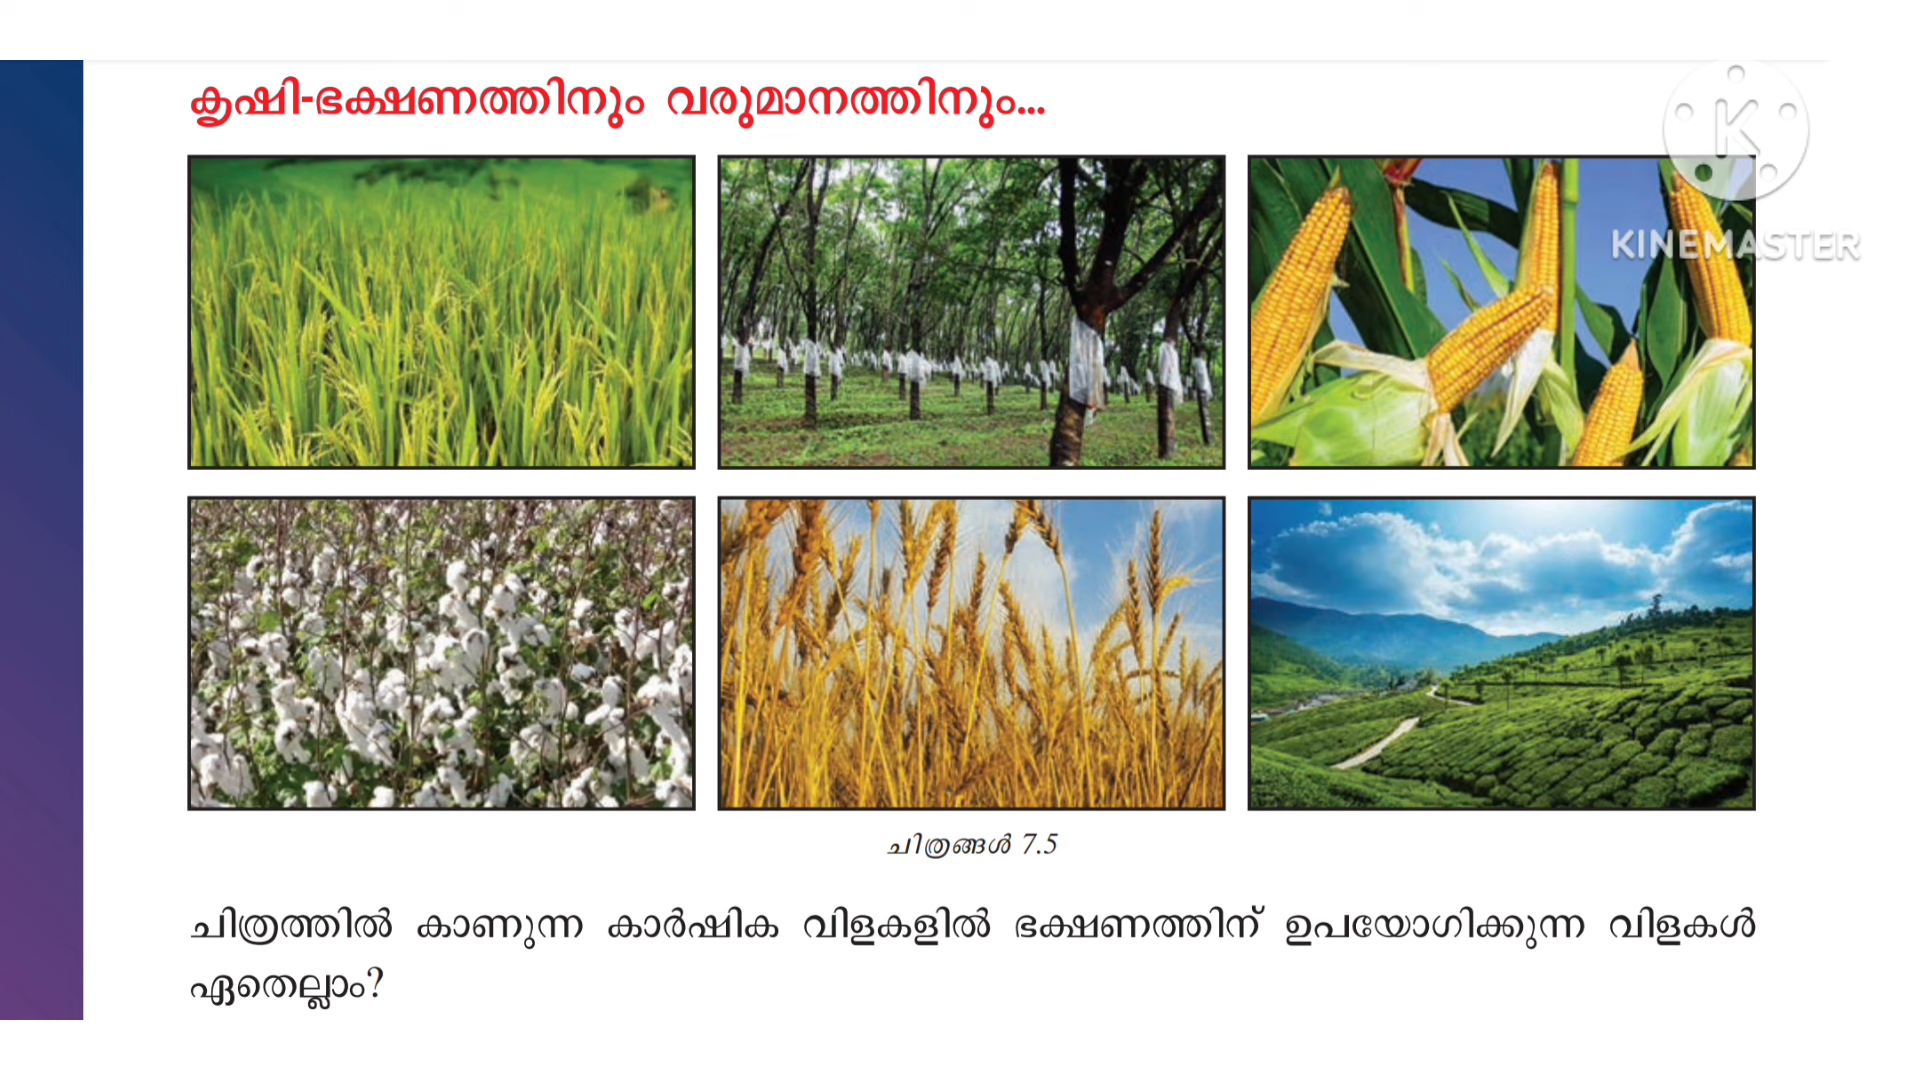 കൃഷി-ഭക്ഷണത്തിനും വരുമാനത്തിനും...
K
KINEMASTER
ചിത്രങ്ങൾ 7.5
ചിത്രത്തിൽ കാണുന്ന കാർഷിക വിളകളിൽ ഭക്ഷണത്തിന് ഉപയോഗിക്കുന്ന വിളകൾ
ഏതെല്ലാം?